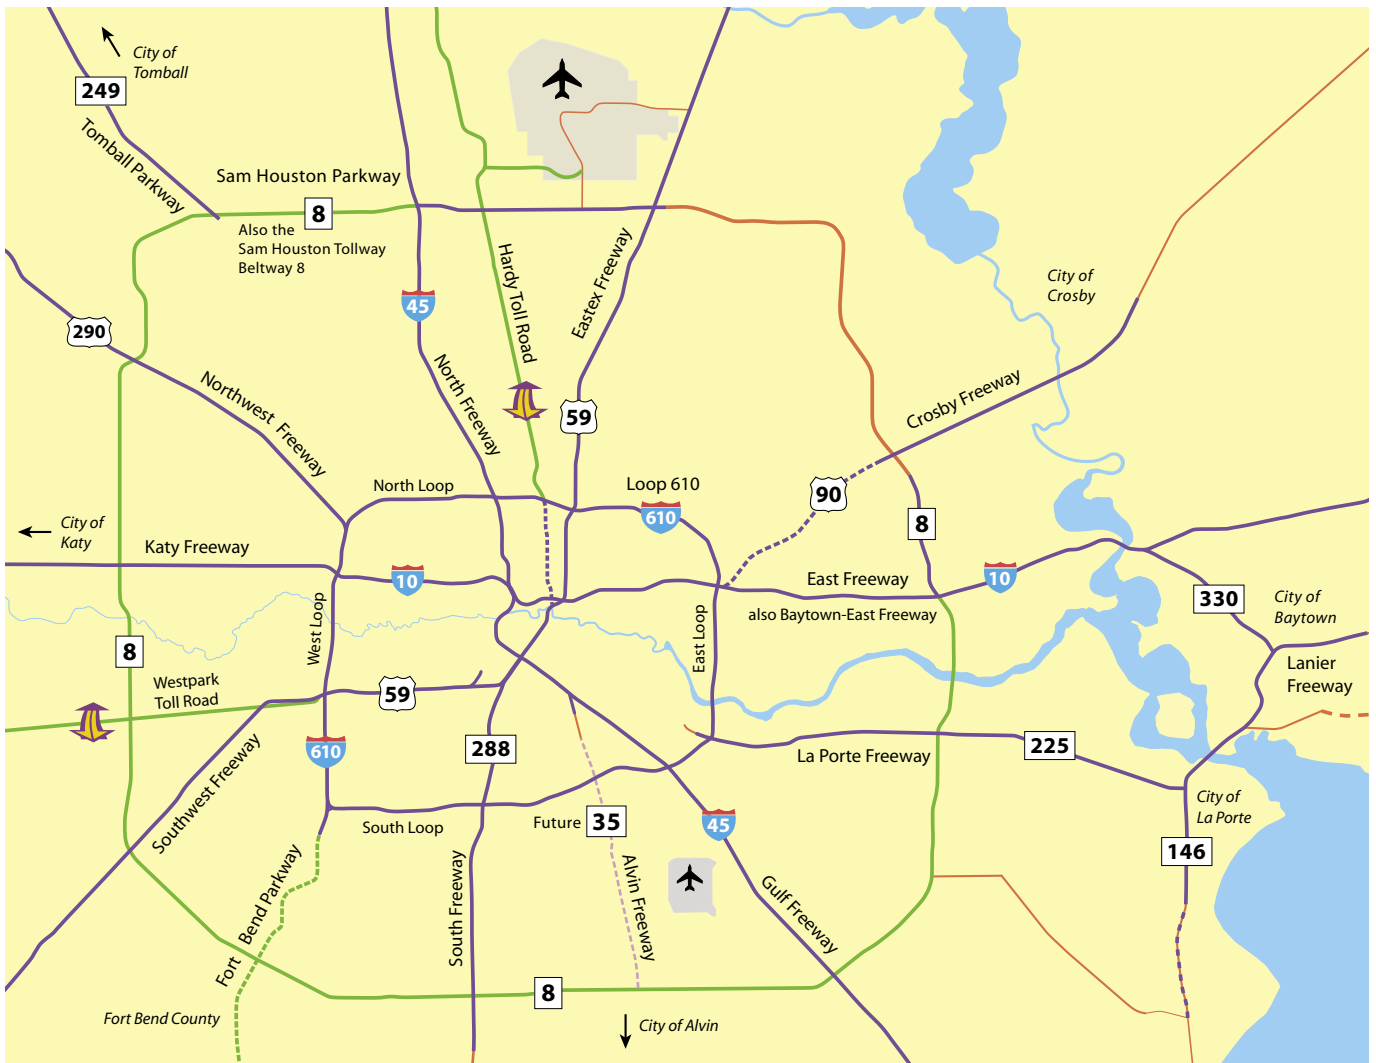 City of
Tomball
249
Tomball Parkway
Sam Houston Parkway
8
Also the
Sam Houston Tollway
Beltway 8
Hardy Toll Road
Eastex Freeway
City of
Crosby
45
290
Northwest Freeway
North Freeway
59
Crosby Freeway
North Loop
Loop 610
610
90
8
City of
Katy
Katy Freeway
10
East Freeway
also Baytown-East Freeway
10
330
City of
Baytown
West Loop
East Loop
8
Westpark
Toll Road
59
Lanier
Freeway
610
288
La Porte Freeway
225
Southwest Freeway
South Loop
Future
35
45
City of
La Porte
146
Fort Bend Parkway
South Freeway
Alvin Freeway
Gulf Freeway
8
Fort Bend County
City of Alvin